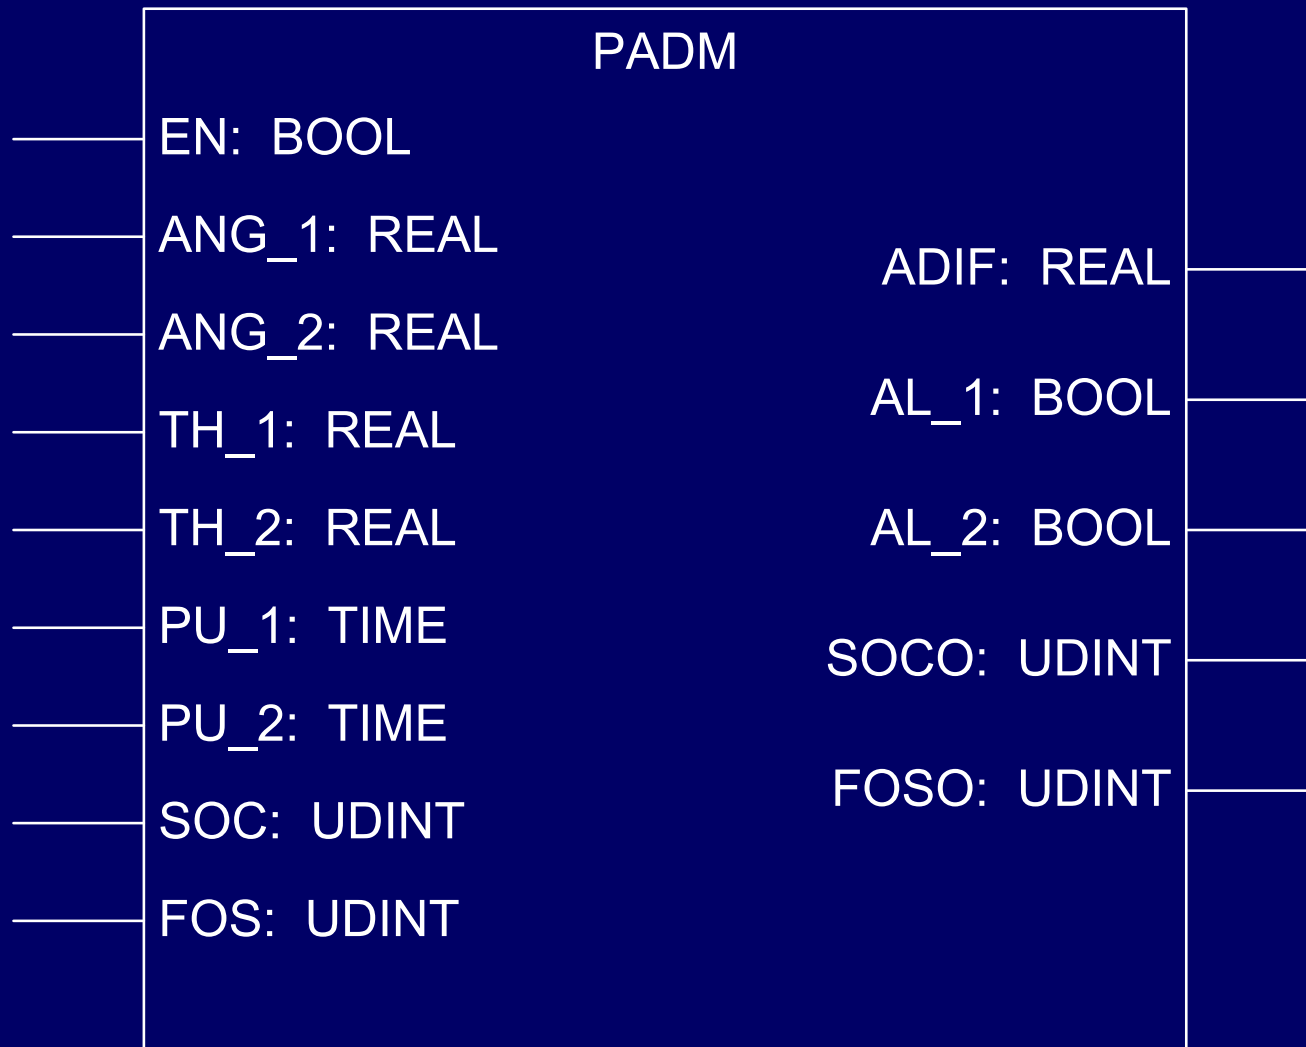 PADM
EN: BOOL
ANG_1: REAL
ANG_2: REAL
TH_1: REAL
TH_2: REAL
PU_1: TIME
PU_2: TIME
SOC: UDINT
FOS: UDINT
ADIF: REAL
AL_1: BOOL
AL_2: BOOL
SOCO: UDINT
FOSO: UDINT